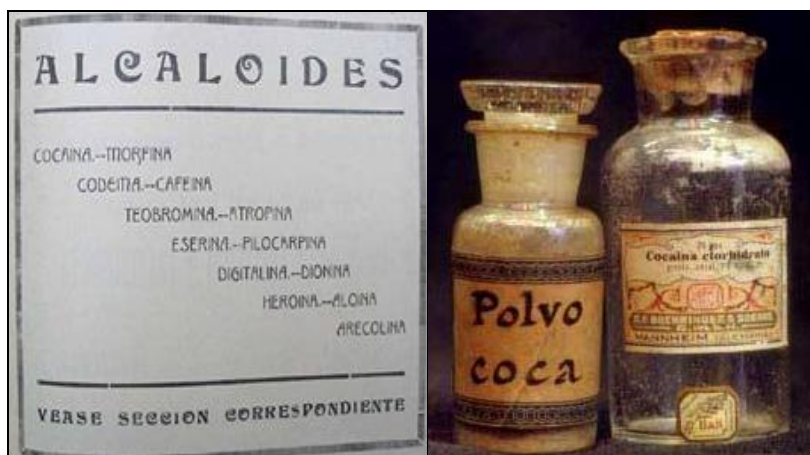 ALCALOIDES
COCAINA.--MORFINA
CODEINA.--CAFEINA
TEOBROMINA.--ATROPINA
ESERINA.--PILOCARPINA
DIGITALINA.--DIONINA
HEROINA.--ALOINA
ARECOLINA
VEASE SECCION CORRESPONDIENTE
Polvo
coca
Cocaina clorhidrato
MANNHEIM